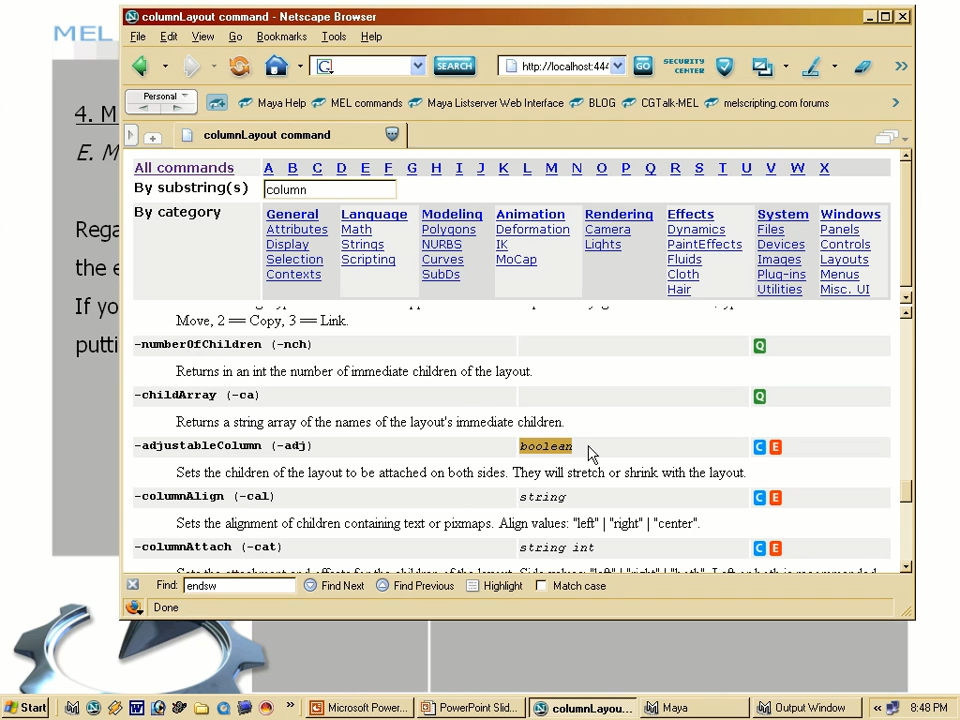 columnLayout command - Netscape Browser
File Edit View Go Bookmarks Tools Help
SEARCH http://localhost:444 GO SECURITY CENTER
Personal Maya Help MEL commands Maya Listserver Web Interface BLOG CGTalk-MEL melscripting.com forums
columnLayout command
MEL
4. M
E. M
Rega
the e
If yo
putti
All commands A B C D E F G H I J K L M N O P Q R S T U V W X
By substring(s) column
By category General Language Modeling Animation Rendering Effects System Windows
Attributes Math Polygons Deformation Camera Dynamics Files Panels
Display Strings NURBS IK Lights PaintEffects Devices Controls
Selection Scripting Curves MoCap Fluids Images Layouts
Contexts SubDs Cloth Plug-ins Menus
Hair Utilities Misc. UI
Move, 2 == Copy, 3 == Link.
-numberOfChildren (-nch) Q
Returns in an int the number of immediate children of the layout.
-childArray (-ca) Q
Returns a string array of the names of the layout's immediate children.
-adjustableColumn (-adj) boolean C E
Sets the children of the layout to be attached on both sides. They will stretch or shrink with the layout.
-columnAlign (-cal) string C E
Sets the alignment of children containing text or pixmaps. Align values: "left" | "right" | "center".
-columnAttach (-cat) string int C E
Find: endsw Find Next Find Previous Highlight Match case
Done
Start Microsoft Power... PowerPoint Slid... columnLayou... Maya Output Window 8:48 PM